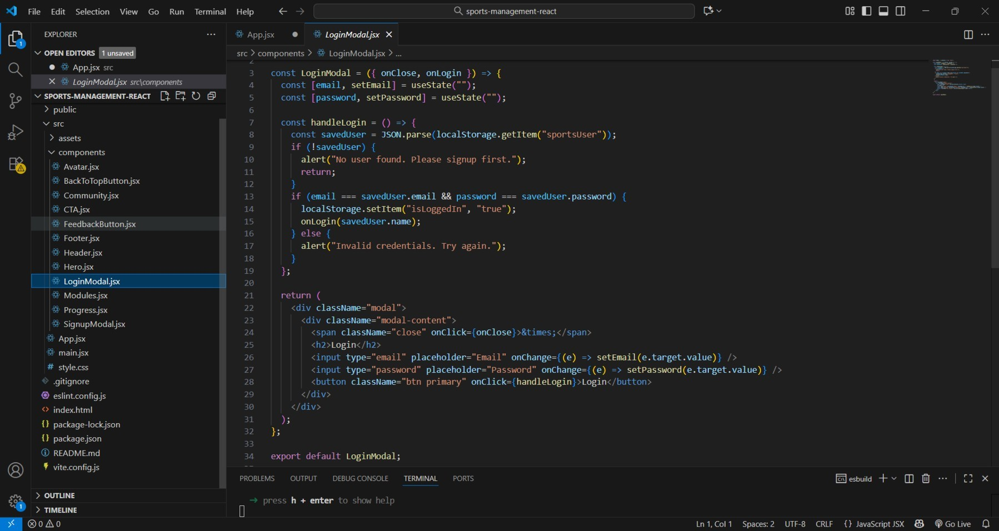 File Edit Selection View Go Run Terminal Help
sports-management-react
EXPLORER
OPEN EDITORS 1 unsaved
App.jsx src
LoginModal.jsx src\components
SPORTS-MANAGEMENT-REACT
public
src
assets
components
Avatar.jsx
BackToTopButton.jsx
Community.jsx
CTA.jsx
FeedbackButton.jsx
Footer.jsx
Header.jsx
Hero.jsx
LoginModal.jsx
Modules.jsx
Progress.jsx
SignupModal.jsx
App.jsx
main.jsx
style.css
.gitignore
eslint.config.js
index.html
package-lock.json
package.json
README.md
vite.config.js
OUTLINE
TIMELINE
App.jsx
LoginModal.jsx
src > components > LoginModal.jsx > ...
2
3 const LoginModal = ({ onClose, onLogin }) => {
4 const [email, setEmail] = useState("");
5 const [password, setPassword] = useState("");
6
7 const handleLogin = () => {
8 const savedUser = JSON.parse(localStorage.getItem("sportsUser"));
9 if (!savedUser) {
10 alert("No user found. Please signup first.");
11 return;
12 }
13 if (email === savedUser.email && password === savedUser.password) {
14 localStorage.setItem("isLoggedIn", "true");
15 onLogin(savedUser.name);
16 } else {
17 alert("Invalid credentials. Try again.");
18 }
19 };
20
21 return (
22 <div className="modal">
23 <div className="modal-content">
24 <span className="close" onClick={onClose}>&times;</span>
25 <h2>Login</h2>
26 <input type="email" placeholder="Email" onChange={(e) => setEmail(e.target.value)} />
27 <input type="password" placeholder="Password" onChange={(e) => setPassword(e.target.value)} />
28 <button className="btn primary" onClick={handleLogin}>Login</button>
29 </div>
30 </div>
31 );
32 };
33
34 export default LoginModal;
PROBLEMS OUTPUT DEBUG CONSOLE TERMINAL PORTS
esbuild
➜ press h + enter to show help
0 0
Ln 1, Col 1 Spaces: 2 UTF-8 CRLF {} JavaScript JSX Go Live